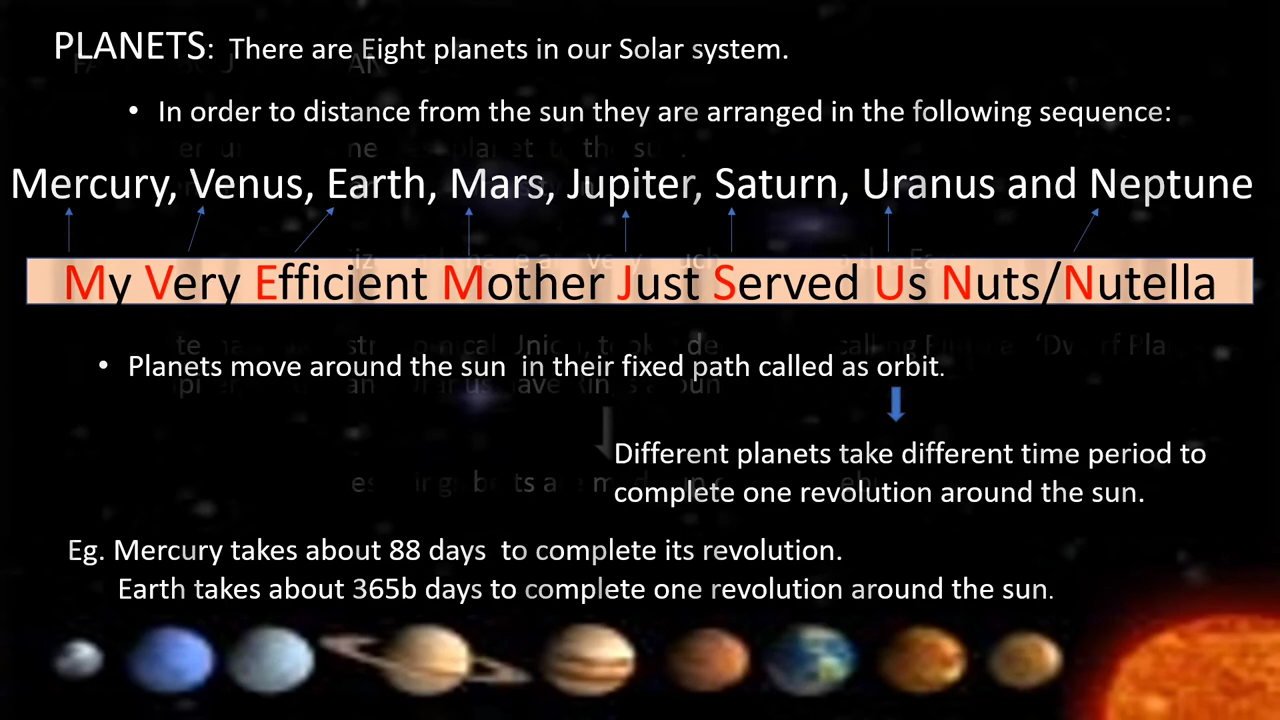 PLANETS: There are Eight planets in our Solar system.
• In order to distance from the sun they are arranged in the following sequence:
Mercury, Venus, Earth, Mars, Jupiter, Saturn, Uranus and Neptune
My Very Efficient Mother Just Served Us Nuts/Nutella
• Planets move around the sun in their fixed path called as orbit.
Different planets take different time period to
complete one revolution around the sun.
Eg. Mercury takes about 88 days to complete its revolution.
Earth takes about 365b days to complete one revolution around the sun.